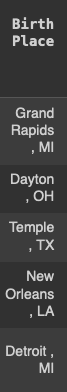 Birth
Place
Grand
Rapids
, MI
Dayton
, OH
Temple
, TX
New
Orleans
, LA
Detroit ,
MI